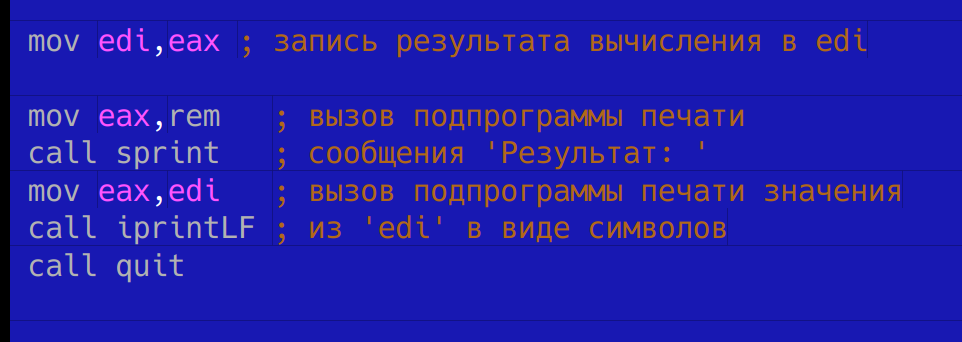 mov edi,eax ; запись результата вычисления в edi
mov eax,rem ; вызов подпрограммы печати
call sprint ; сообщения 'Результат: '
mov eax,edi ; вызов подпрограммы печати значения
call iprintLF ; из 'edi' в виде символов
call quit